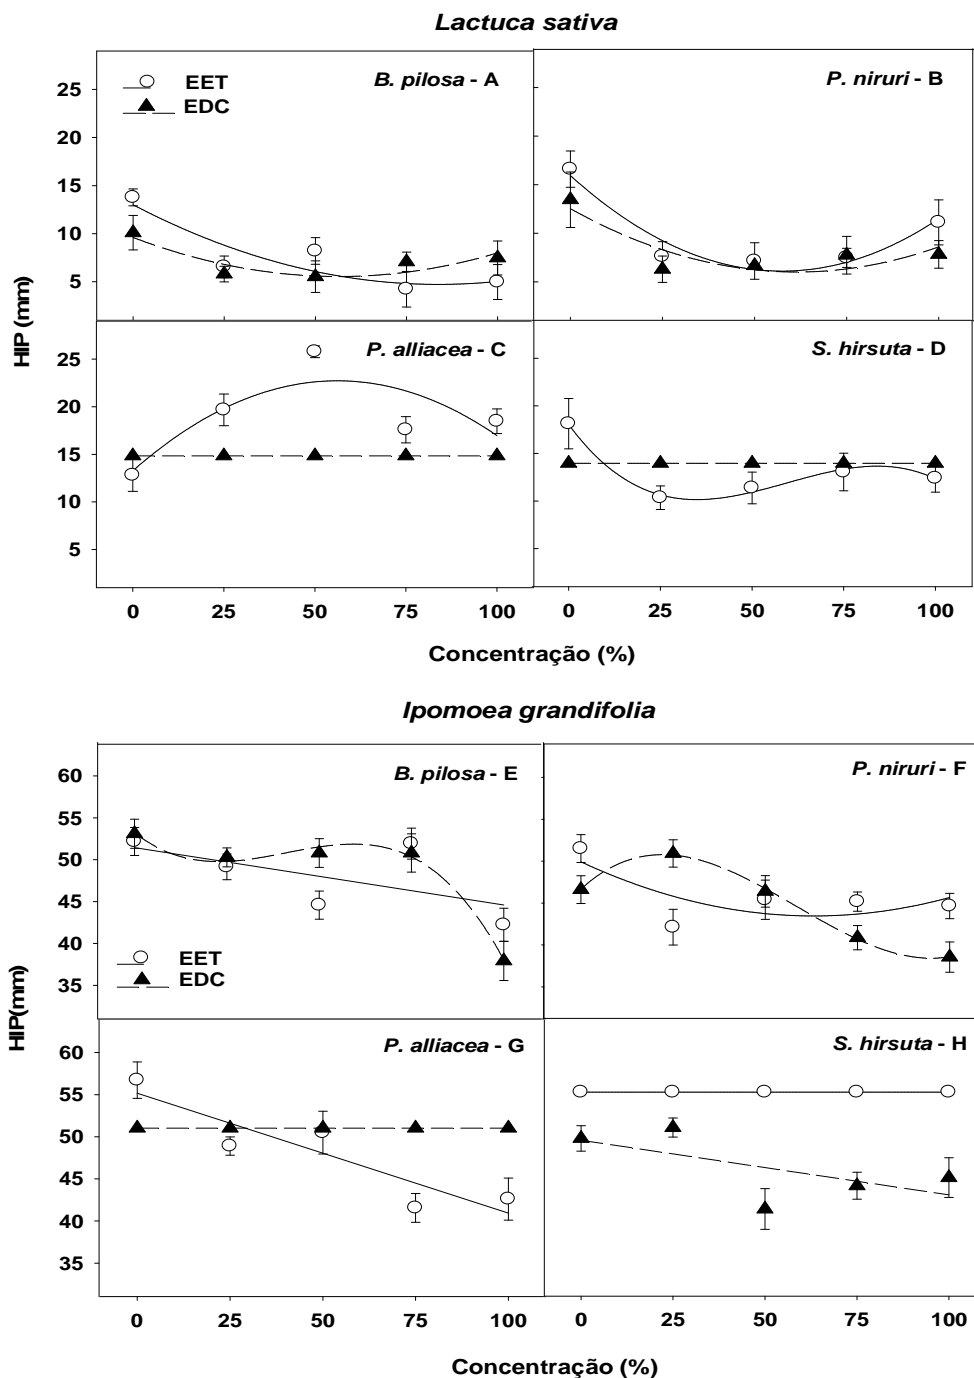 Lactuca sativa
EET
EDC
B. pilosa - A
P. niruri - B
25
20
15
10
5
HIP (mm)
P. alliacea - C
S. hirsuta - D
25
20
15
10
5
0 25 50 75 100
0 25 50 75 100
Concentração (%)
Ipomoea grandifolia
B. pilosa - E
P. niruri - F
60
55
50
45
40
35
EET
EDC
HIP(mm)
P. alliacea - G
S. hirsuta - H
60
55
50
45
40
35
0 25 50 75 100
0 25 50 75 100
Concentração (%)